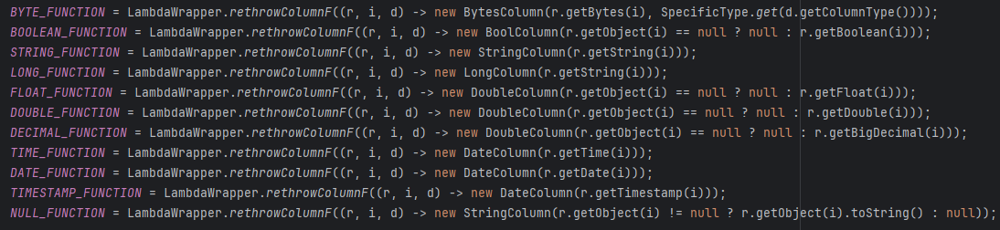 BYTE_FUNCTION = LambdaWrapper.rethrowColumnF((r, i, d) -> new BytesColumn(r.getBytes(i), SpecificType.get(d.getColumnType())));
BOOLEAN_FUNCTION = LambdaWrapper.rethrowColumnF((r, i, d) -> new BoolColumn(r.getObject(i) == null ? null : r.getBoolean(i)));
STRING_FUNCTION = LambdaWrapper.rethrowColumnF((r, i, d) -> new StringColumn(r.getString(i)));
LONG_FUNCTION = LambdaWrapper.rethrowColumnF((r, i, d) -> new LongColumn(r.getString(i)));
FLOAT_FUNCTION = LambdaWrapper.rethrowColumnF((r, i, d) -> new DoubleColumn(r.getObject(i) == null ? null : r.getFloat(i)));
DOUBLE_FUNCTION = LambdaWrapper.rethrowColumnF((r, i, d) -> new DoubleColumn(r.getObject(i) == null ? null : r.getDouble(i)));
DECIMAL_FUNCTION = LambdaWrapper.rethrowColumnF((r, i, d) -> new DoubleColumn(r.getObject(i) == null ? null : r.getBigDecimal(i)));
TIME_FUNCTION = LambdaWrapper.rethrowColumnF((r, i, d) -> new DateColumn(r.getTime(i)));
DATE_FUNCTION = LambdaWrapper.rethrowColumnF((r, i, d) -> new DateColumn(r.getDate(i)));
TIMESTAMP_FUNCTION = LambdaWrapper.rethrowColumnF((r, i, d) -> new DateColumn(r.getTimestamp(i)));
NULL_FUNCTION = LambdaWrapper.rethrowColumnF((r, i, d) -> new StringColumn(r.getObject(i) != null ? r.getObject(i).toString() : null));